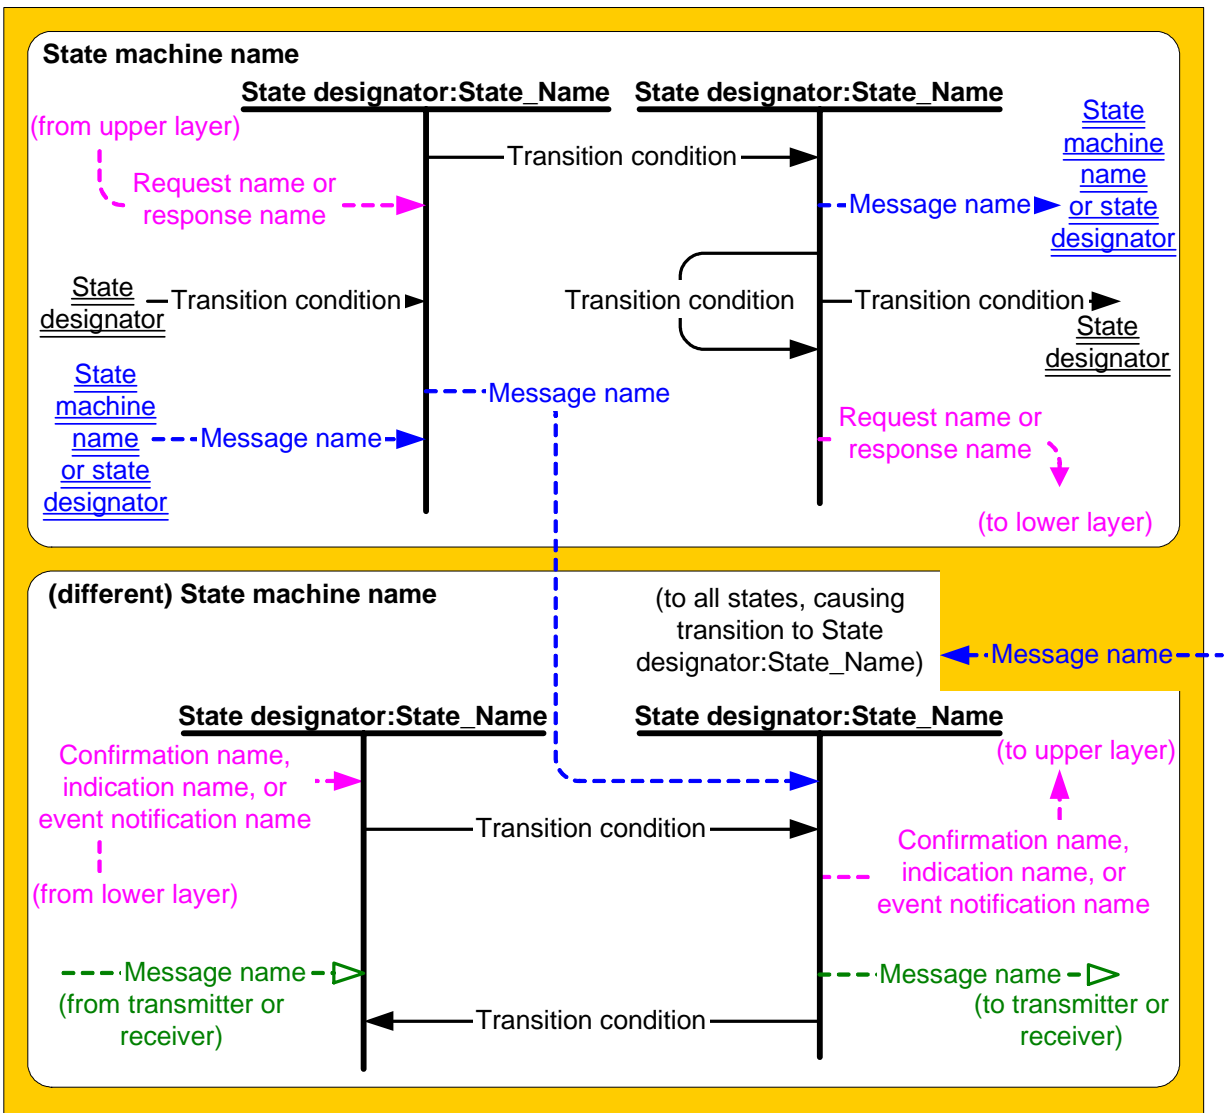 State machine name
State designator:State_Name
State designator:State_Name
(from upper layer)
Request name or
response name
Transition condition
State
machine
name
or state
designator
Message name
State
designator
Transition condition
Transition condition
Transition condition
State
designator
State
machine
name
or state
designator
Message name
Message name
Request name or
response name
(to lower layer)
(different) State machine name
(to all states, causing
transition to State
designator:State_Name)
Message name
State designator:State_Name
State designator:State_Name
Confirmation name,
indication name, or
event notification name
(from lower layer)
(to upper layer)
Transition condition
Confirmation name,
indication name, or
event notification name
Message name
(from transmitter or
receiver)
Message name
(to transmitter or
receiver)
Transition condition